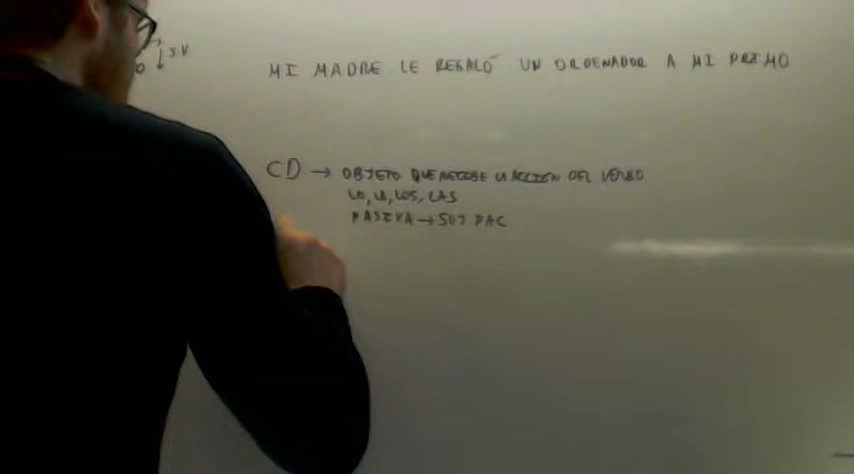 S.V
MI MADRE LE REGALÓ UN ORDENADOR A MI PRIMO
CD → OBJETO QUE RECIBE LA ACCIÓN DEL VERBO
LO, LA, LOS, LAS
PASIVA → SUJ PAC